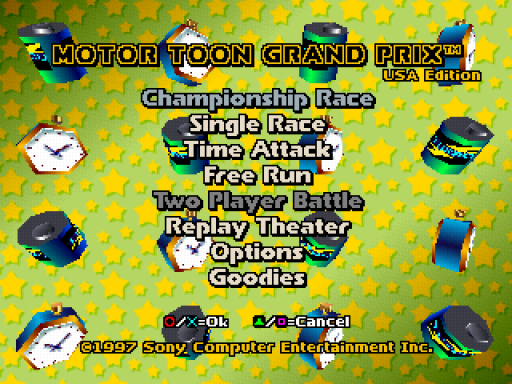 MOTOR TOON GRAND PRIX™
USA Edition
Championship Race
Single Race
Time Attack
Free Run
Two Player Battle
Replay Theater
Options
Goodies
○/×=Ok △/□=Cancel
©1997 Sony Computer Entertainment Inc.